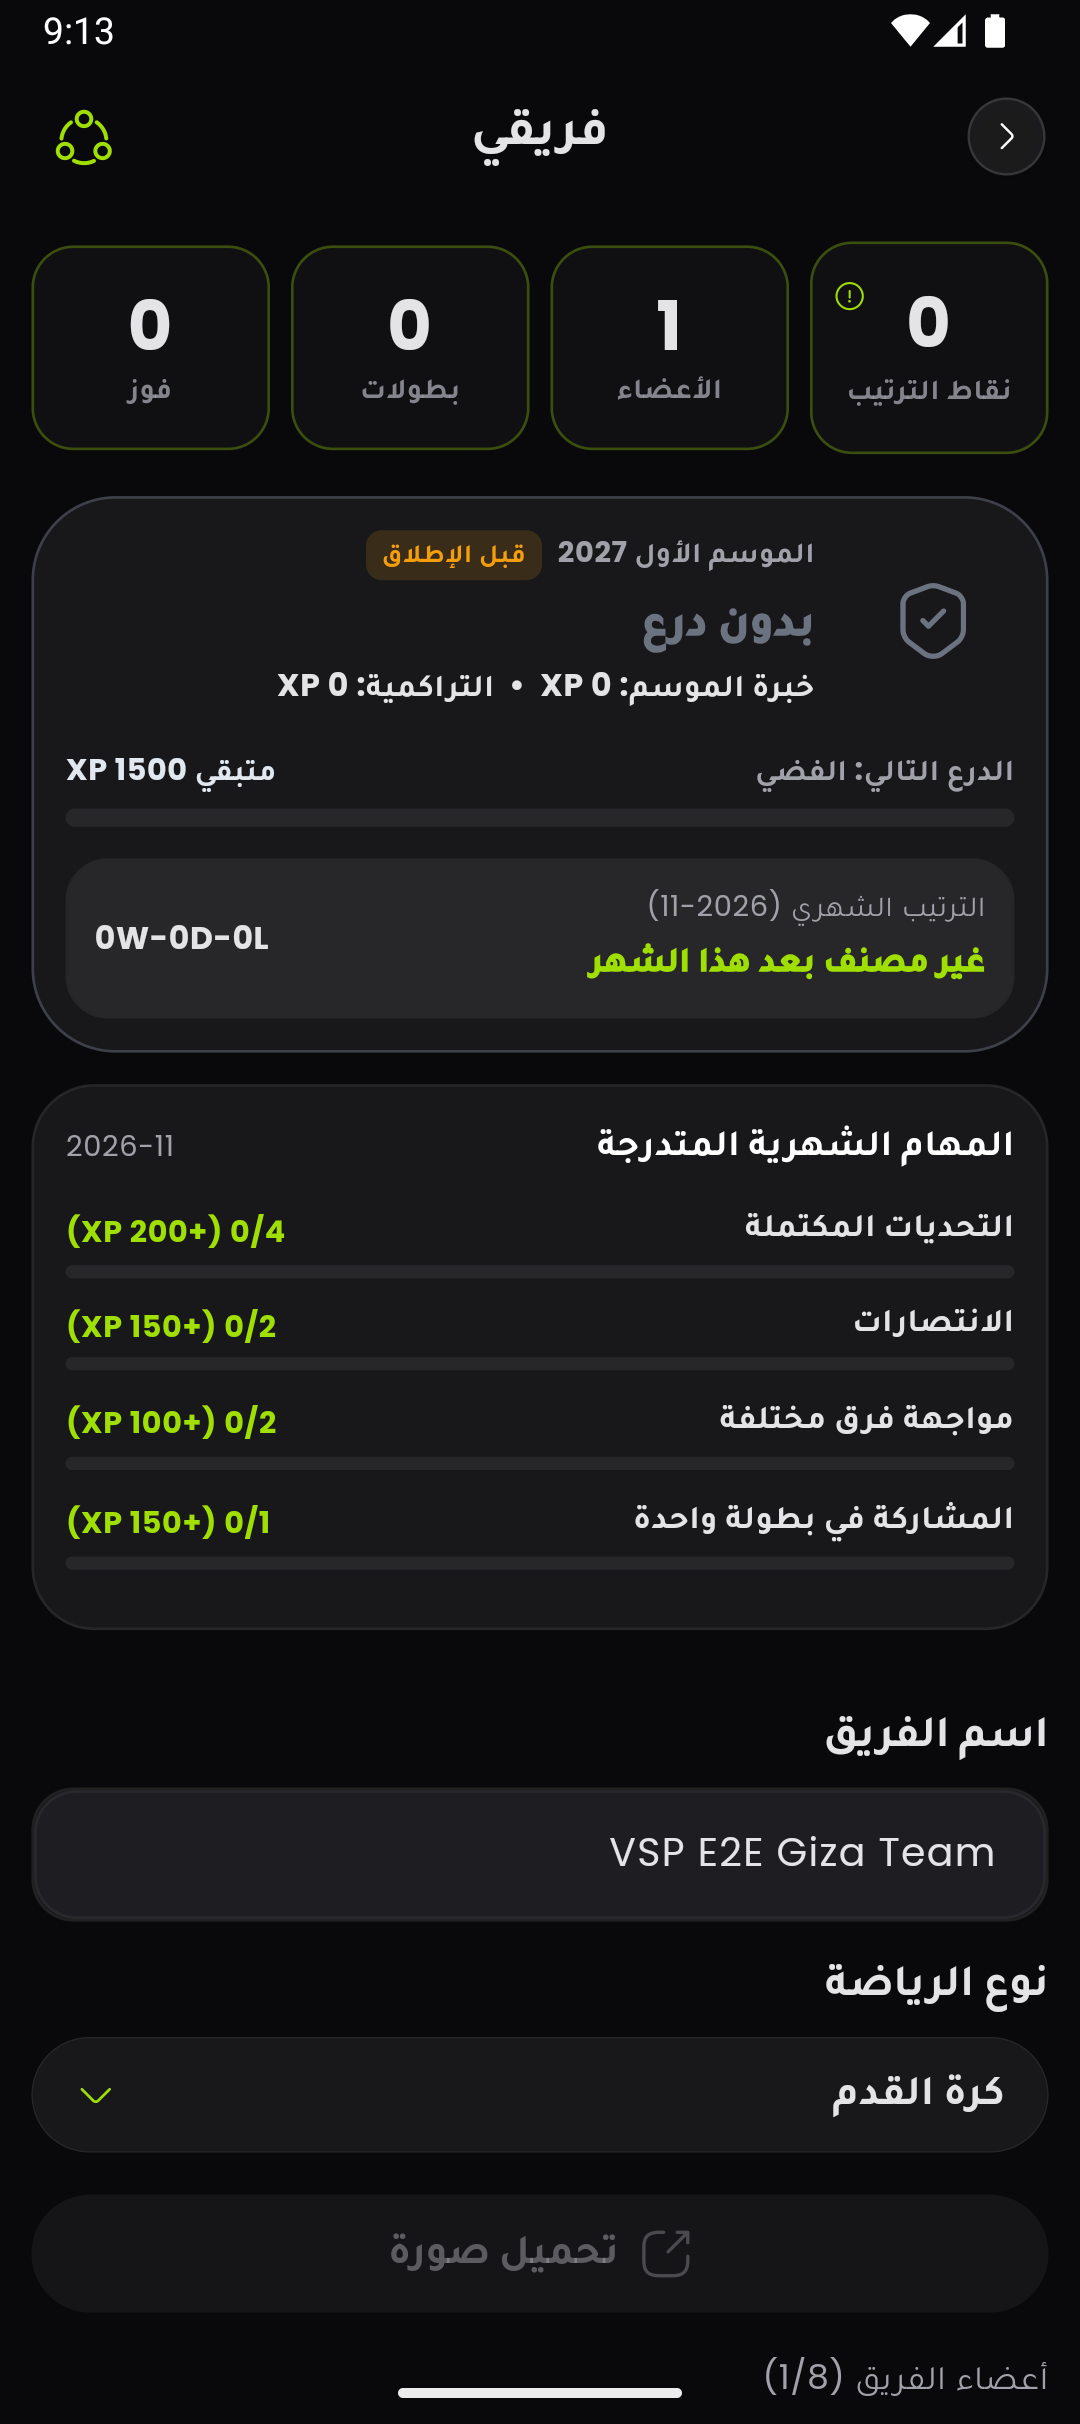 9:13
فريقي
0
نقاط الترتيب
1
الأعضاء
0
بطولات
0
فوز
الموسم الأول 2027 قبل الإطلاق
بدون درع
خبرة الموسم: 0 XP • التراكمية: 0 XP
الدرع التالي: الفضي
متبقي 1500 XP
الترتيب الشهري (2026-11)
غير مصنف بعد هذا الشهر
0W-0D-0L
المهام الشهرية المتدرجة
2026-11
التحديات المكتملة
0/4 (+200 XP)
الانتصارات
0/2 (+150 XP)
مواجهة فرق مختلفة
0/2 (+100 XP)
المشاركة في بطولة واحدة
0/1 (+150 XP)
اسم الفريق
VSP E2E Giza Team
نوع الرياضة
كرة القدم
تحميل صورة
أعضاء الفريق (1/8)